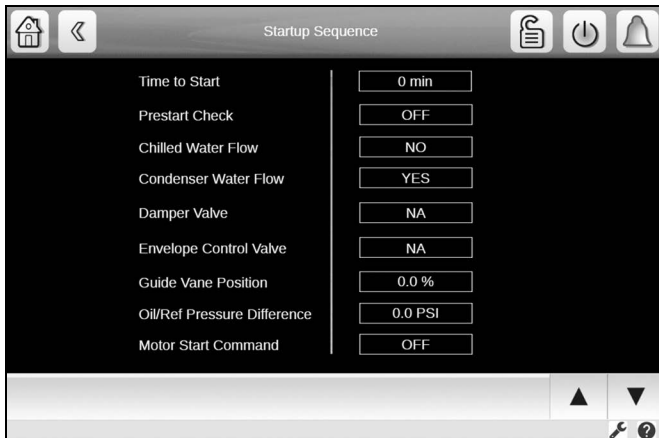 Startup Sequence
Time to Start 0 min
Prestart Check OFF
Chilled Water Flow NO
Condenser Water Flow YES
Damper Valve NA
Envelope Control Valve NA
Guide Vane Position 0.0 %
Oil/Ref Pressure Difference 0.0 PSI
Motor Start Command OFF